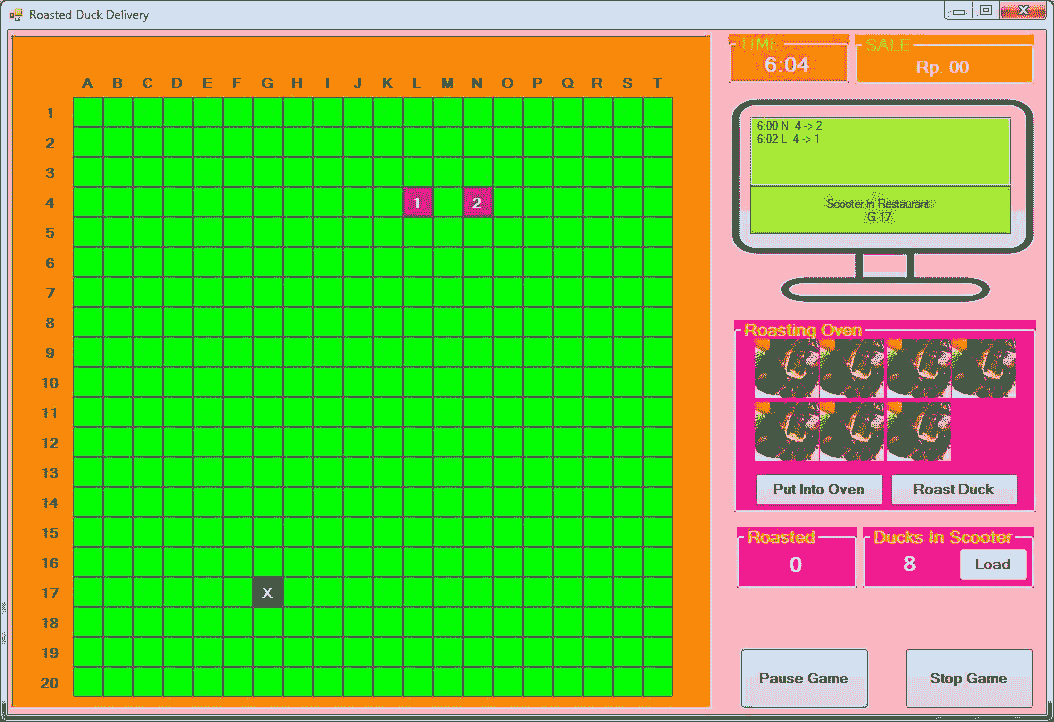 Roasted Duck Delivery
TIME
6:04
SALE
Rp. 00
A B C D E F G H I J K L M N O P Q R S T
1
2
3
4 1 2
5
6
7
8
9
10
11
12
13
14
15
16
17 X
18
19
20
6:00 N 4 -> 2
6:02 L 4 -> 1
Scooter In Restaurant
G 17
Roasting Oven
Put Into Oven
Roast Duck
Roasted
0
Ducks In Scooter
8
Load
Pause Game
Stop Game